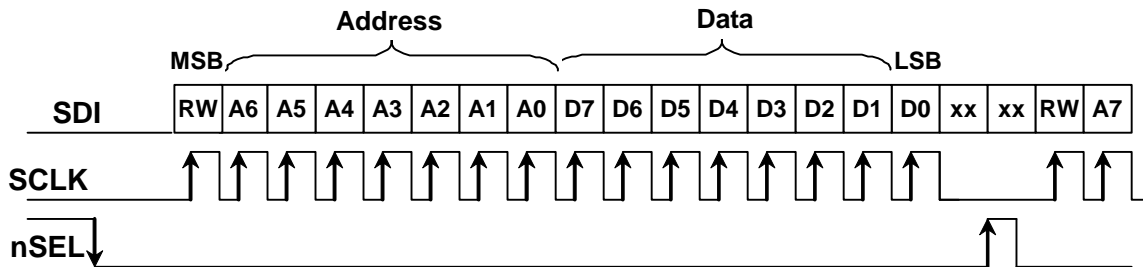 Address Data
MSB LSB
SDI RW A6 A5 A4 A3 A2 A1 A0 D7 D6 D5 D4 D3 D2 D1 D0 xx xx RW A7
SCLK
nSEL